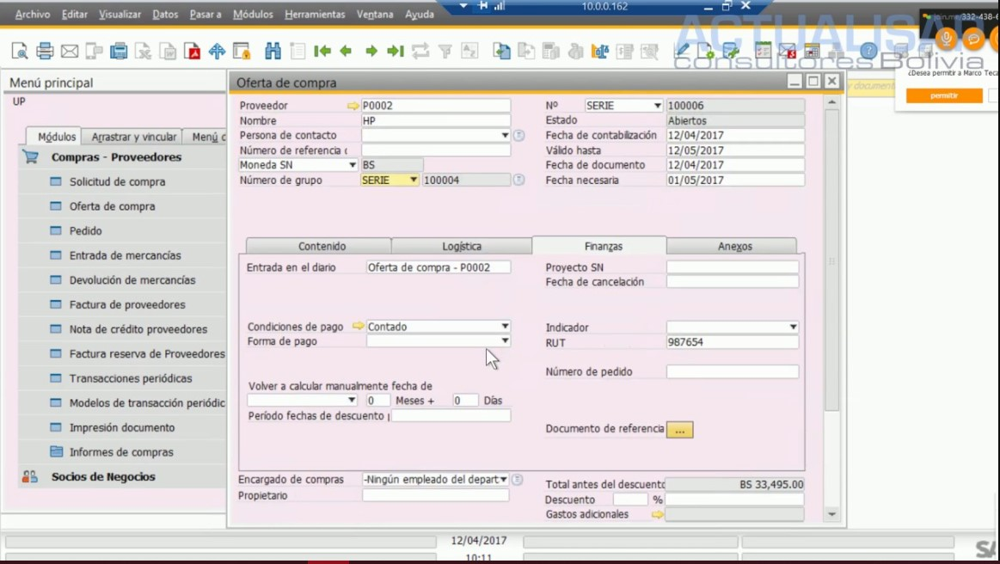 Archivo Editar Visualizar Datos Pasar a Módulos Herramientas Ventana Ayuda
10.0.0.162
join.me/332-438-6
ACTUALISAP
consultores Bolivia
¿Desea permitir a Marco Teca
permitir
Menú principal
UP
Módulos Arrastrar y vincular Menú d
Compras - Proveedores
Solicitud de compra
Oferta de compra
Pedido
Entrada de mercancías
Devolución de mercancías
Factura de proveedores
Nota de crédito proveedores
Factura reserva de Proveedores
Transacciones periódicas
Modelos de transacción periódic
Impresión documento
Informes de compras
Socios de Negocios
Oferta de compra
Proveedor P0002
Nombre HP
Persona de contacto
Número de referencia
Moneda SN BS
Número de grupo SERIE 100004
Nº SERIE 100006
Estado Abiertos
Fecha de contabilización 12/04/2017
Válido hasta 12/05/2017
Fecha de documento 12/04/2017
Fecha necesaria 01/05/2017
Contenido Logística Finanzas Anexos
Entrada en el diario Oferta de compra - P0002
Condiciones de pago Contado
Forma de pago
Volver a calcular manualmente fecha de
0 Meses + 0 Días
Período fechas de descuento
Proyecto SN
Fecha de cancelación
Indicador
RUT 987654
Número de pedido
Documento de referencia ...
Encargado de compras -Ningún empleado del depart
Propietario
Total antes del descuento BS 33,495.00
Descuento %
Gastos adicionales
12/04/2017
10:11